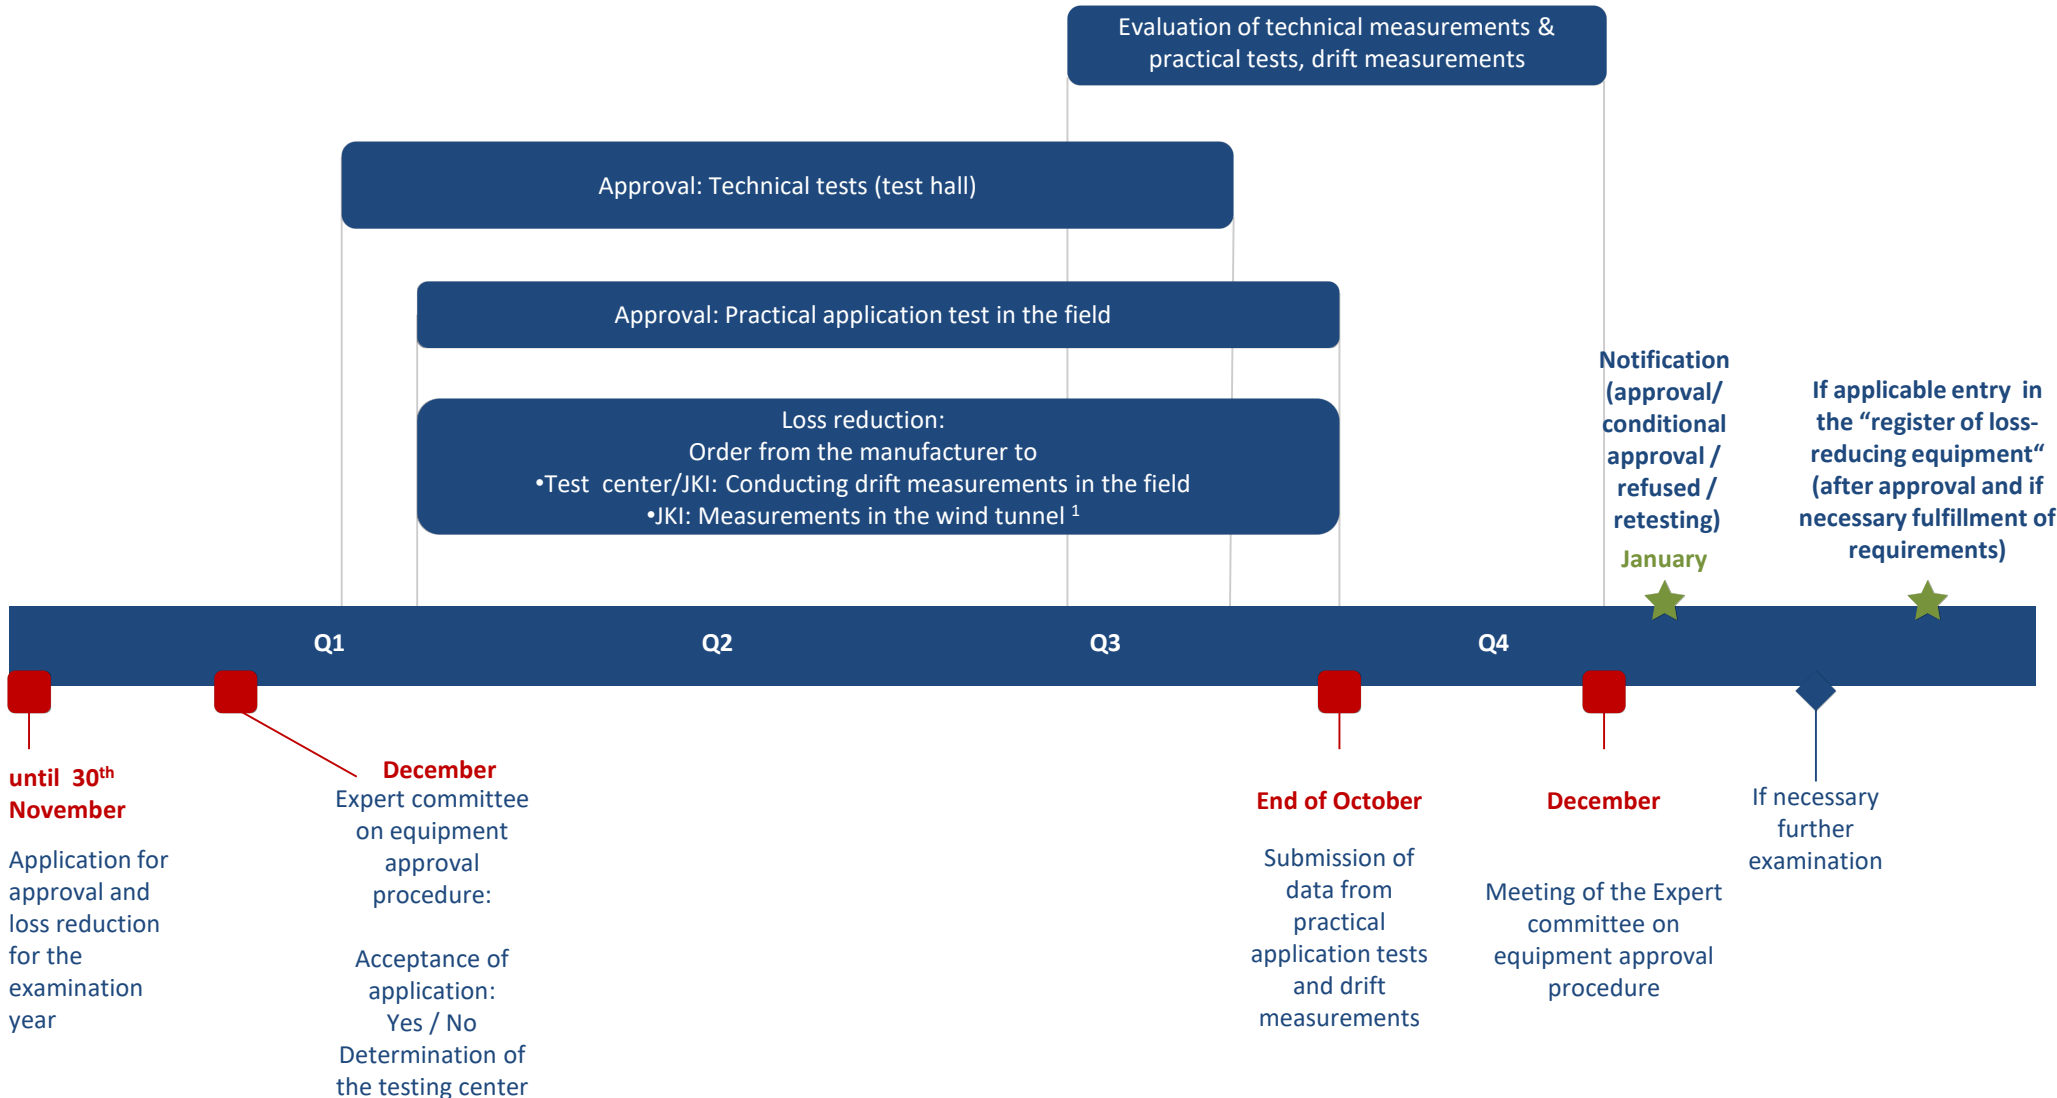 Evaluation of technical measurements &
practical tests, drift measurements
Approval: Technical tests (test hall)
Approval: Practical application test in the field
Loss reduction:
Order from the manufacturer to
•Test  center/JKI: Conducting drift measurements in the field
•JKI: Measurements in the wind tunnel ¹
Notification
(approval/
conditional
approval /
refused /
retesting)
January
If applicable entry  in
the “register of loss-
reducing equipment“
(after approval and if
necessary fulfillment of
requirements)
Q1
Q2
Q3
Q4
until  30th
November
Application for
approval and
loss reduction
for the
examination
year
December
Expert committee
on equipment
approval
procedure:
Acceptance of
application:
Yes / No
Determination of
the testing center
End of October
Submission of
data from
practical
application tests
and drift
measurements
December
Meeting of the Expert
committee on
equipment approval
procedure
If necessary
further
examination